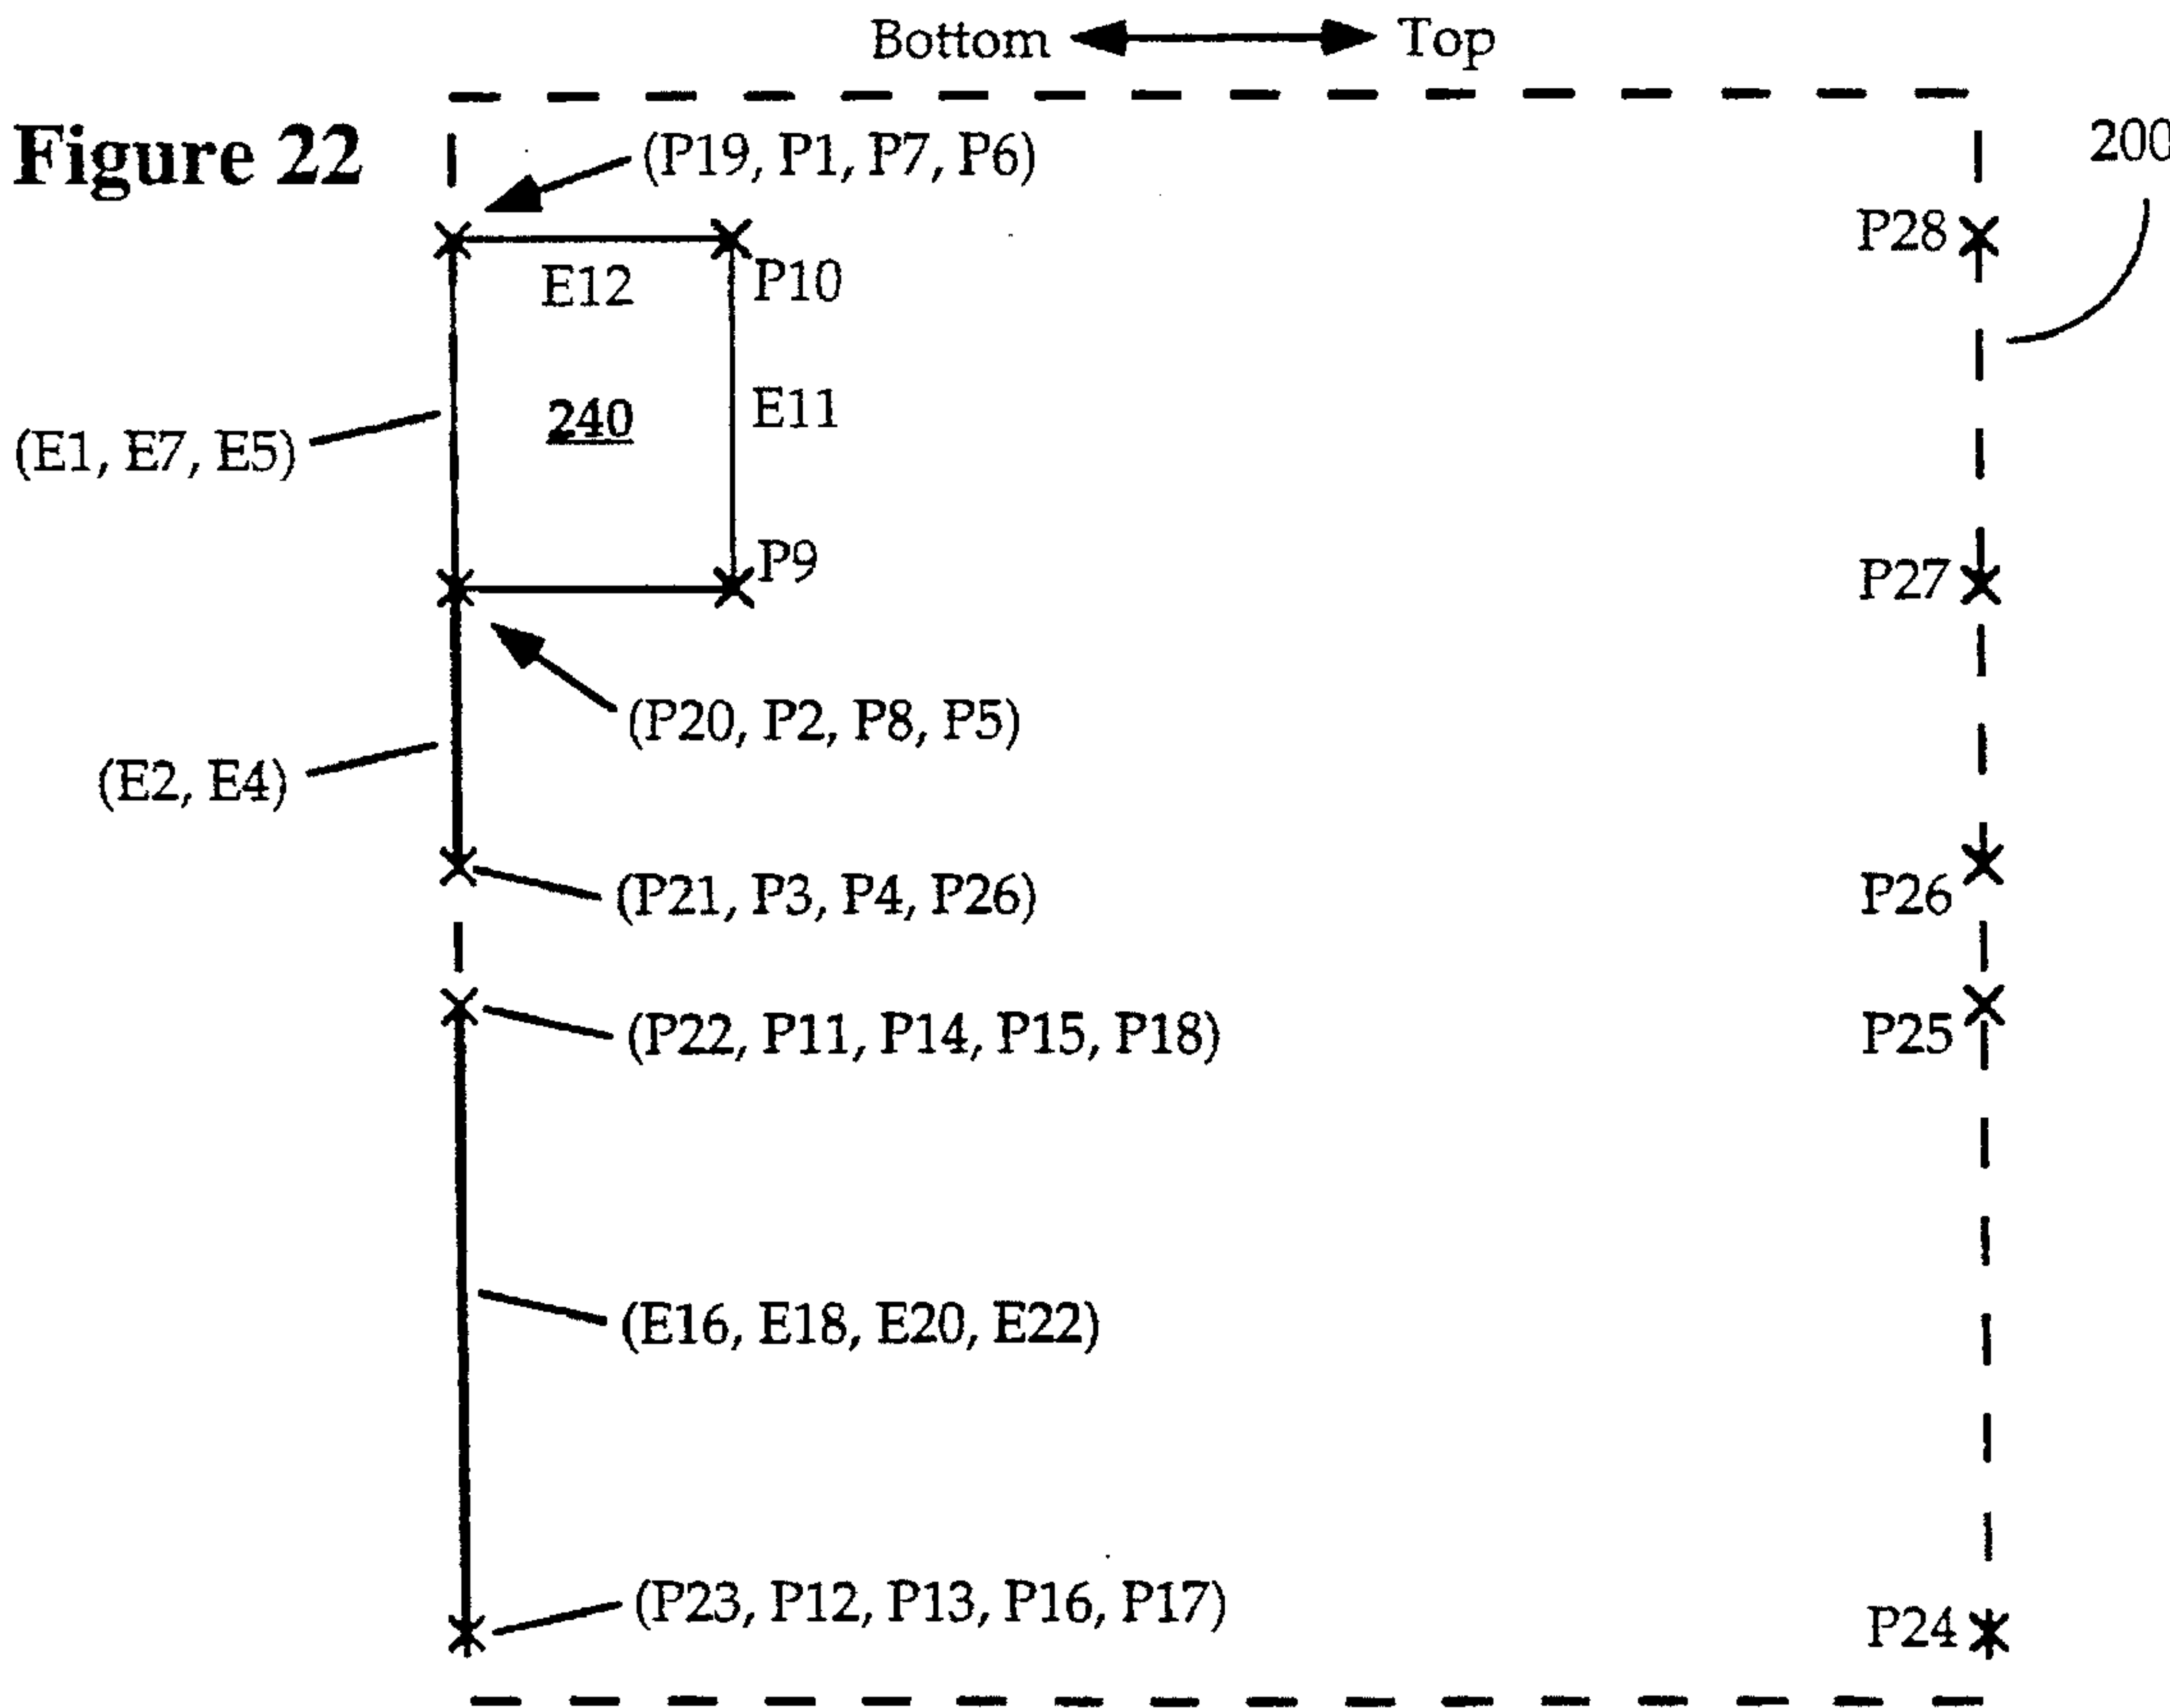 Bottom Top
Figure 22
200
(P19, P1, P7, P6)
P28
E12
P10
240
E11
(E1, E7, E5)
P9
P27
(P20, P2, P8, P5)
(E2, E4)
(P21, P3, P4, P26)
P26
(P22, P11, P14, P15, P18)
P25
(E16, E18, E20, E22)
(P23, P12, P13, P16, P17)
P24